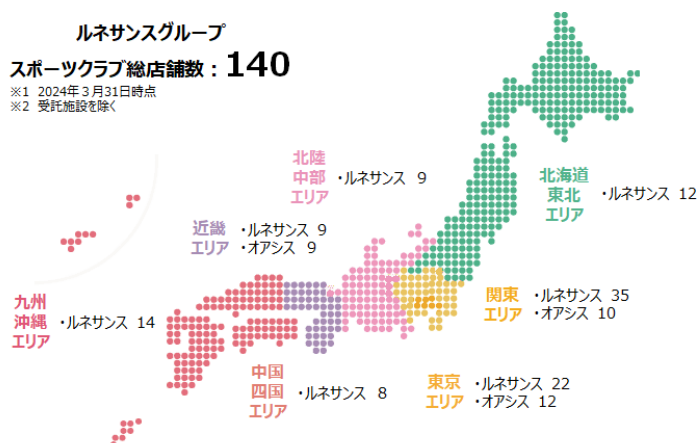 ルネサンスグループ
スポーツクラブ総店舗数：140
※1 2024年３月31日時点
※2 受託施設を除く
北陸
中部
エリア
・ルネサンス 9
北海道
東北
エリア
・ルネサンス 12
近畿
エリア
・ルネサンス 9
・オアシス 9
九州
沖縄
エリア
・ルネサンス 14
関東
エリア
・ルネサンス 35
・オアシス 10
中国
四国
エリア
・ルネサンス 8
東京
エリア
・ルネサンス 22
・オアシス 12